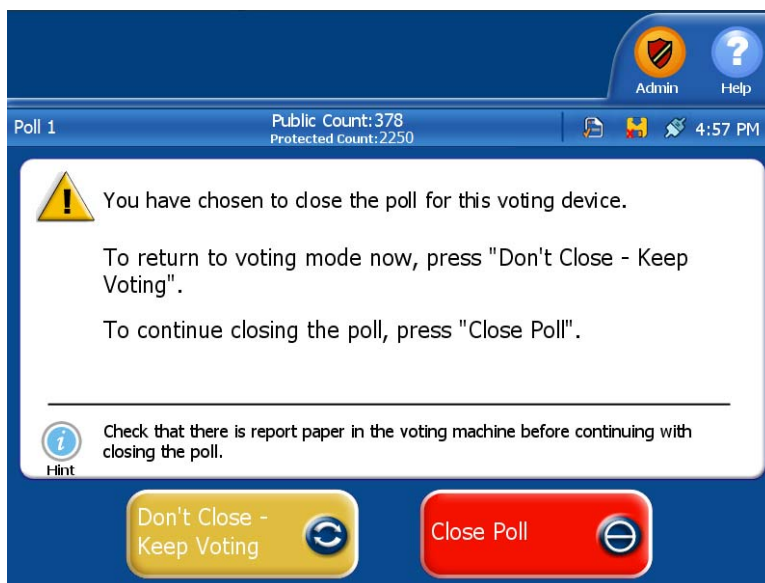 Admin
Help
Poll 1
Public Count:378
Protected Count:2250
4:57 PM
You have chosen to close the poll for this voting device.
To return to voting mode now, press "Don't Close - Keep
Voting".
To continue closing the poll, press "Close Poll".
Check that there is report paper in the voting machine before continuing with
closing the poll.
Hint
Don't Close -
Keep Voting
Close Poll